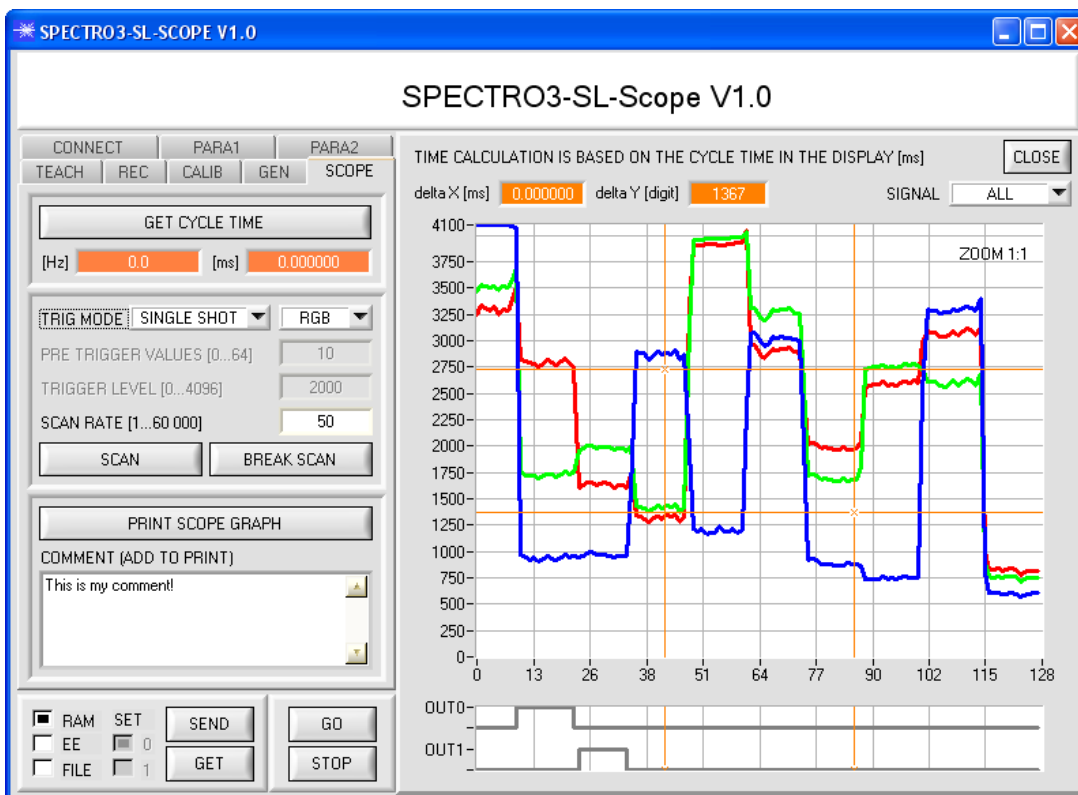 SPECTRO3-SL-SCOPE V1.0
SPECTRO3-SL-Scope V1.0
CONNECT PARA1 PARA2
TEACH REC CALIB GEN SCOPE
GET CYCLE TIME
[Hz] 0.0 [ms] 0.000000
TRIG MODE SINGLE SHOT RGB
PRE TRIGGER VALUES [0...64] 10
TRIGGER LEVEL [0...4096] 2000
SCAN RATE [1...60 000] 50
SCAN BREAK SCAN
PRINT SCOPE GRAPH
COMMENT (ADD TO PRINT)
This is my comment!
RAM SET SEND GO
EE 0
FILE 1 GET STOP
TIME CALCULATION IS BASED ON THE CYCLE TIME IN THE DISPLAY [ms] CLOSE
delta X [ms] 0.000000 delta Y [digit] 1367 SIGNAL ALL
ZOOM 1:1
4100
3750
3500
3250
3000
2750
2500
2250
2000
1750
1500
1250
1000
750
500
250
0
0 13 26 38 51 64 77 90 102 115 128
OUT0
OUT1